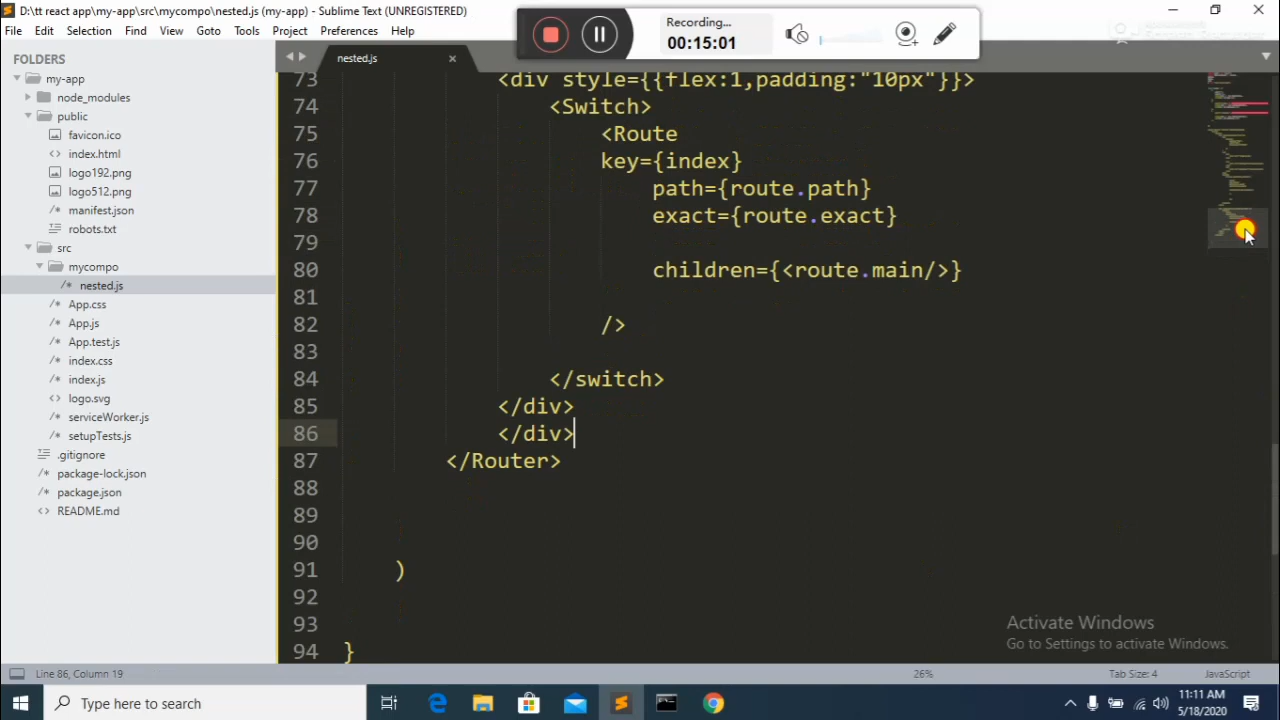 D:\tt react app\my-app\src\mycompo\nested.js (my-app) - Sublime Text (UNREGISTERED)
Recording...
00:15:01
File Edit Selection Find View Goto Tools Project Preferences Help
FOLDERS
my-app
node_modules
public
favicon.ico
index.html
logo192.png
logo512.png
manifest.json
robots.txt
src
mycompo
nested.js
App.css
App.js
App.test.js
index.css
index.js
logo.svg
serviceWorker.js
setupTests.js
.gitignore
package-lock.json
package.json
README.md
nested.js
73 <div style={{flex:1,padding:"10px"}}>
74 <Switch>
75 <Route
76 key={index}
77 path={route.path}
78 exact={route.exact}
79
80 children={<route.main/>}
81
82 />
83
84 </switch>
85 </div>
86 </div>
87 </Router>
88
89
90
91 )
92
93
94 }
Activate Windows
Go to Settings to activate Windows.
Line 86, Column 19 26% Tab Size: 4 JavaScript
Type here to search
11:11 AM
5/18/2020